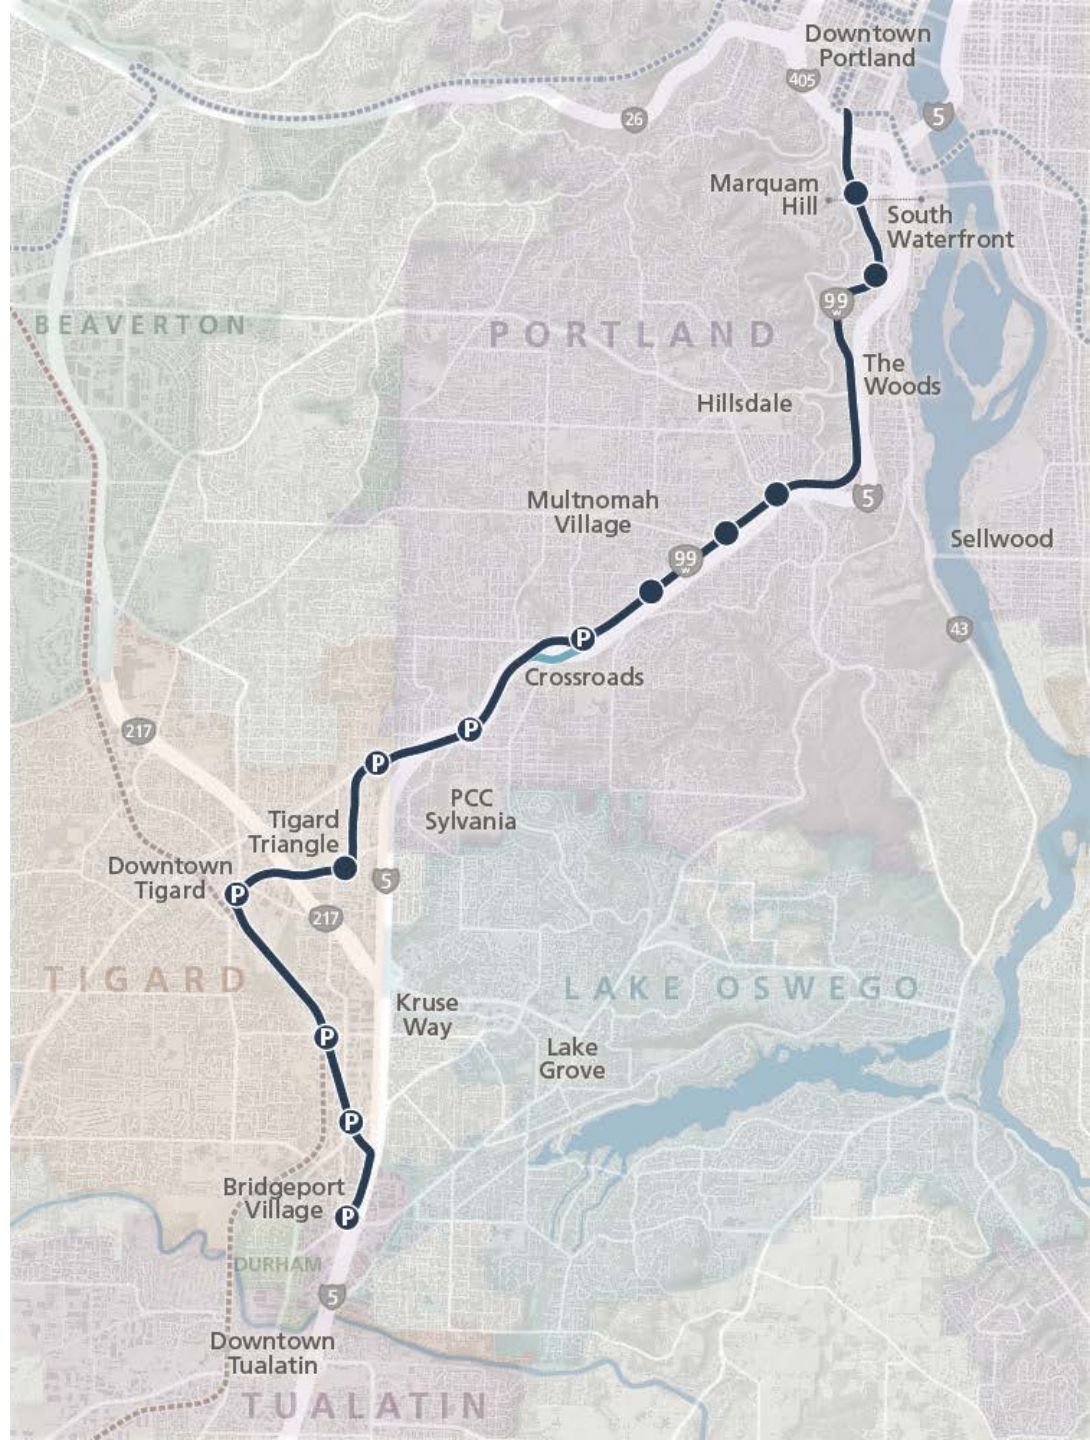 Downtown
Portland
405
26
5
Marquam
Hill
South
Waterfront
99
W
BEAVERTON
PORTLAND
The
Woods
Hillsdale
Multnomah
Village
5
99
W
Sellwood
P
43
Crossroads
P
217
P
PCC
Sylvania
Tigard
Triangle
Downtown
Tigard
P
5
217
TIGARD
LAKE OSWEGO
Kruse
Way
P
Lake
Grove
P
Bridgeport
Village
P
DURHAM
5
Downtown
Tualatin
TUALATIN